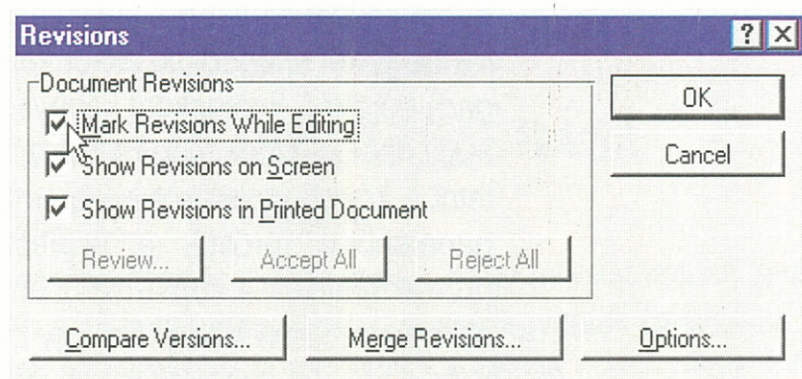 Revisions
Document Revisions
Mark Revisions While Editing
Show Revisions on Screen
Show Revisions in Printed Document
Review... Accept All Reject All
OK
Cancel
Compare Versions... Merge Revisions... Options...